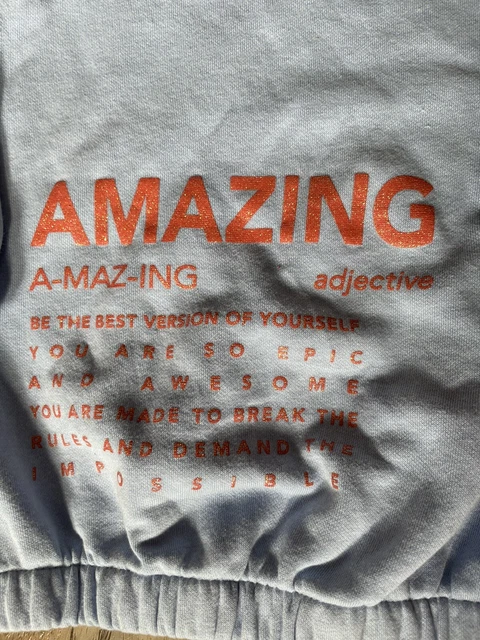 AMAZING
A-MAZ-ING adjective
BE THE BEST VERSION OF YOURSELF
YOU ARE SO EPIC
AND AWESOME
YOU ARE MADE TO BREAK THE
RULES AND DEMAND THE
IMPOSSIBLE